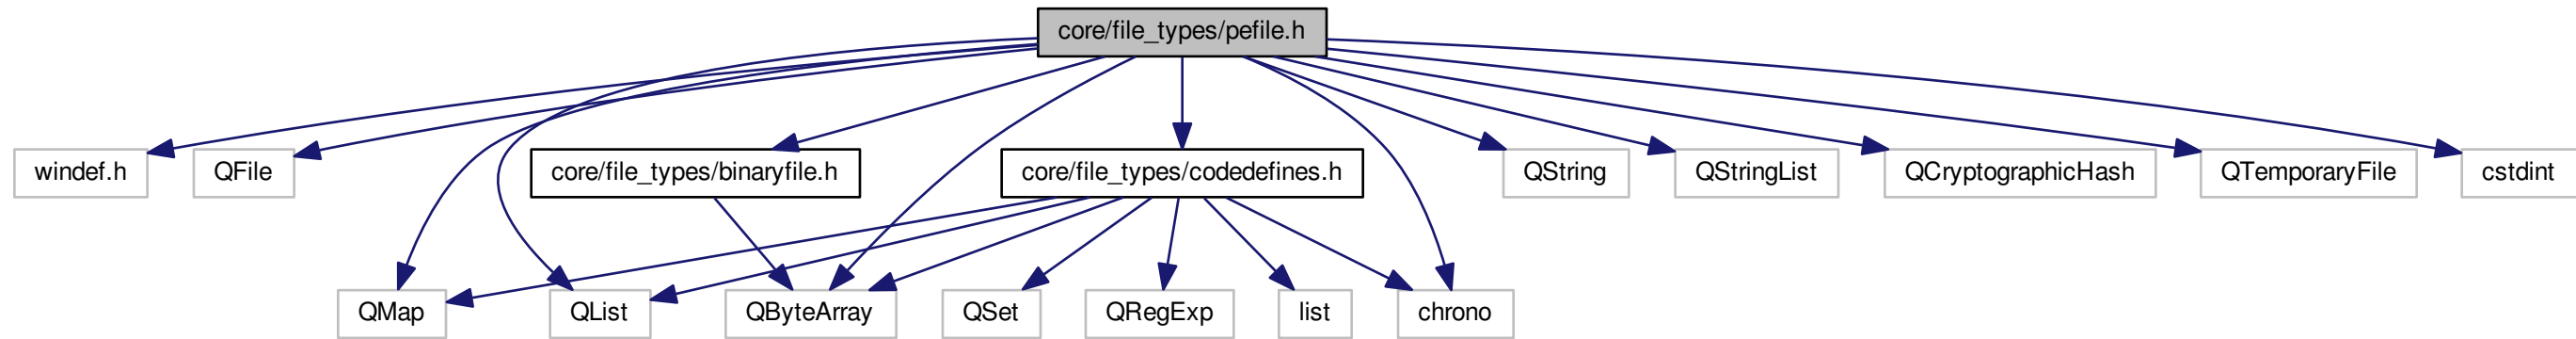 core/file_types/pefile.h
windef.h
QFile
core/file_types/binaryfile.h
core/file_types/codedefines.h
QString
QStringList
QCryptographicHash
QTemporaryFile
cstdint
QMap
QList
QByteArray
QSet
QRegExp
list
chrono